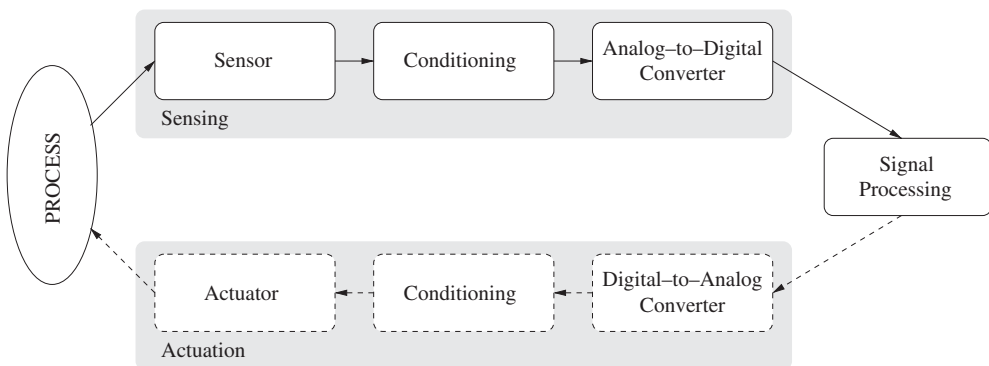 Sensor
Conditioning
Analog–to–Digital
Converter
Sensing
PROCESS
Signal
Processing
Actuator
Conditioning
Digital–to–Analog
Converter
Actuation